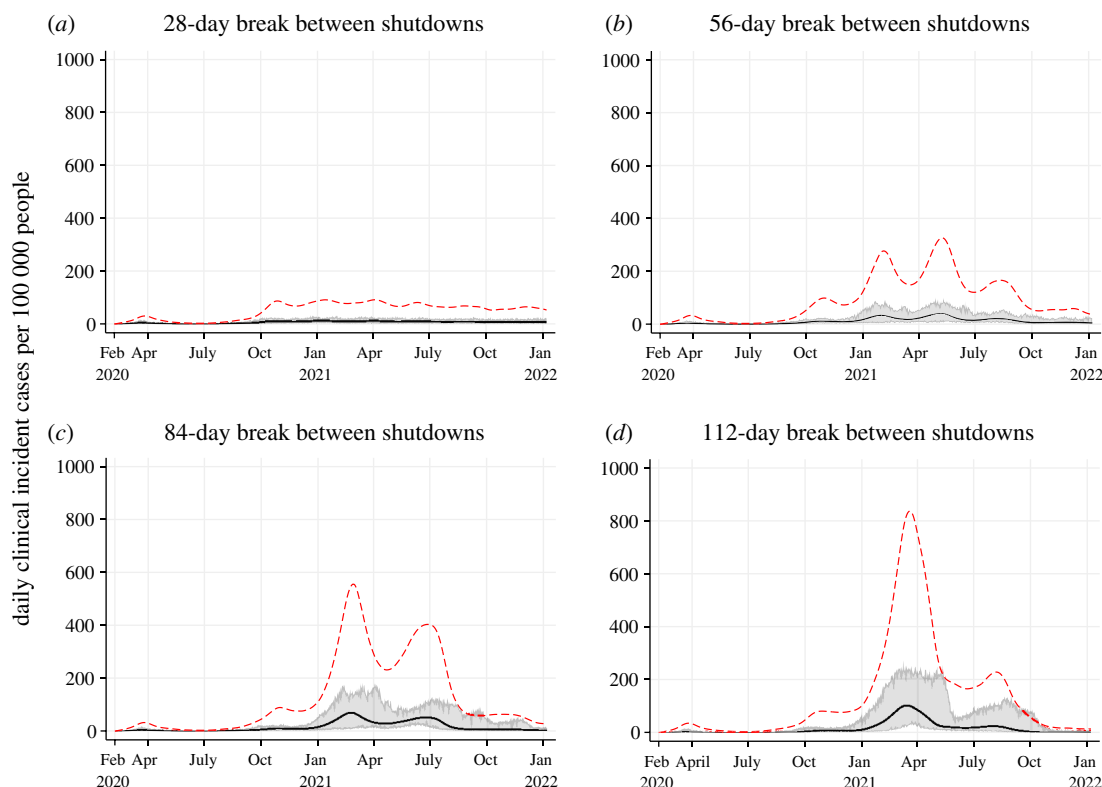 (a) 28-day break between shutdowns
1000
800
600
400
200
0
Feb Apr July Oct Jan Apr July Oct Jan
2020 2021 2022
(b) 56-day break between shutdowns
1000
800
600
400
200
0
Feb Apr July Oct Jan Apr July Oct Jan
2020 2021 2022
daily clinical incident cases per 100 000 people
(c) 84-day break between shutdowns
1000
800
600
400
200
0
Feb Apr July Oct Jan Apr July Oct Jan
2020 2021 2022
(d) 112-day break between shutdowns
1000
800
600
400
200
0
Feb April July Oct Jan Apr July Oct Jan
2020 2021 2022